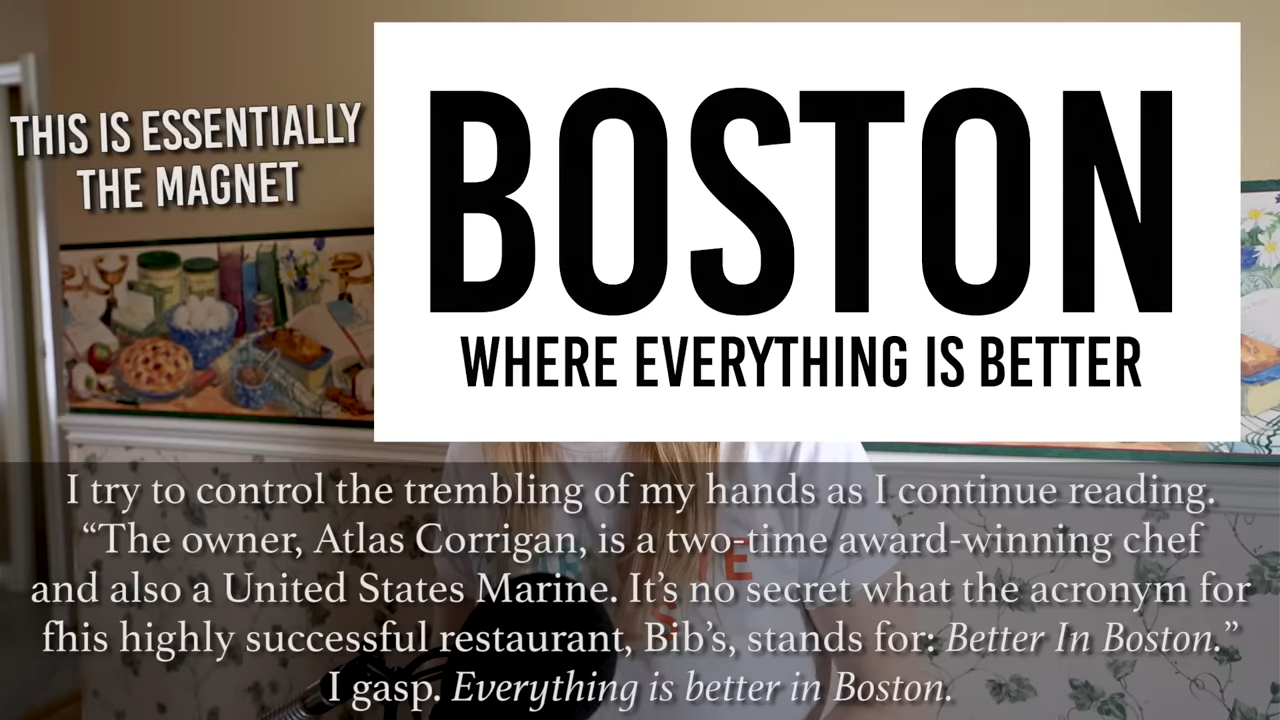 THIS IS ESSENTIALLY
THE MAGNET
BOSTON
WHERE EVERYTHING IS BETTER
I try to control the trembling of my hands as I continue reading.
“The owner, Atlas Corrigan, is a two-time award-winning chef
and also a United States Marine. It’s no secret what the acronym for
fhis highly successful restaurant, Bib’s, stands for: Better In Boston.”
I gasp. Everything is better in Boston.